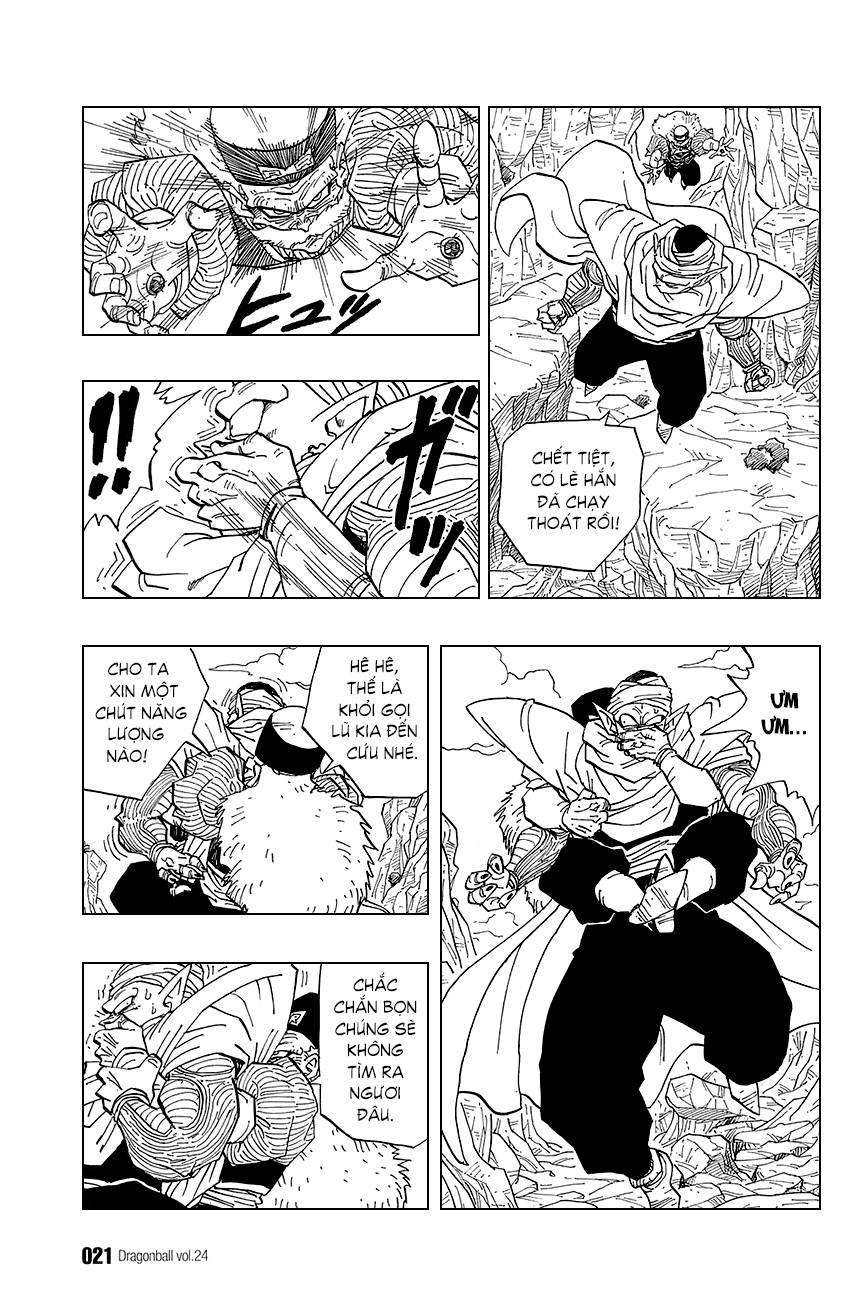 CHẾT TIỆT,
CÓ LẼ HẮN
ĐÃ CHẠY
THOÁT RỒI!
ヒュッ
ガッ
!!
ƯM
ƯM...
HÊ HÊ,
THẾ LÀ
KHỎI GỌI
LŨ KIA ĐẾN
CỨU NHÉ.
CHO TA
XIN MỘT
CHÚT NĂNG
LƯỢNG
NÀO!
CHẮC
CHẮN BỌN
CHÚNG SẼ
KHÔNG
TÌM RA
NGƯƠI
ĐÂU.
021 Dragonball vol.24